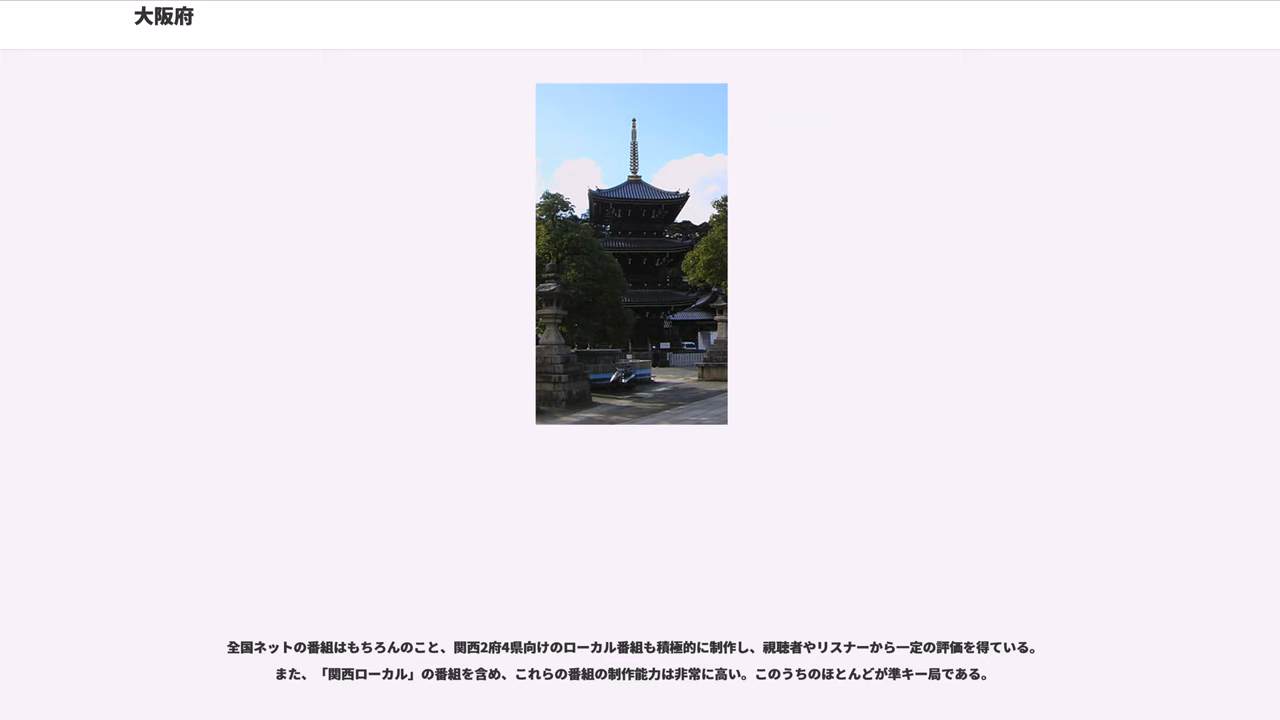 大阪府
全国ネットの番組はもちろんのこと、関西2府4県向けのローカル番組も積極的に制作し、視聴者やリスナーから一定の評価を得ている。
また、「関西ローカル」の番組を含め、これらの番組の制作能力は非常に高い。このうちのほとんどが準キー局である。